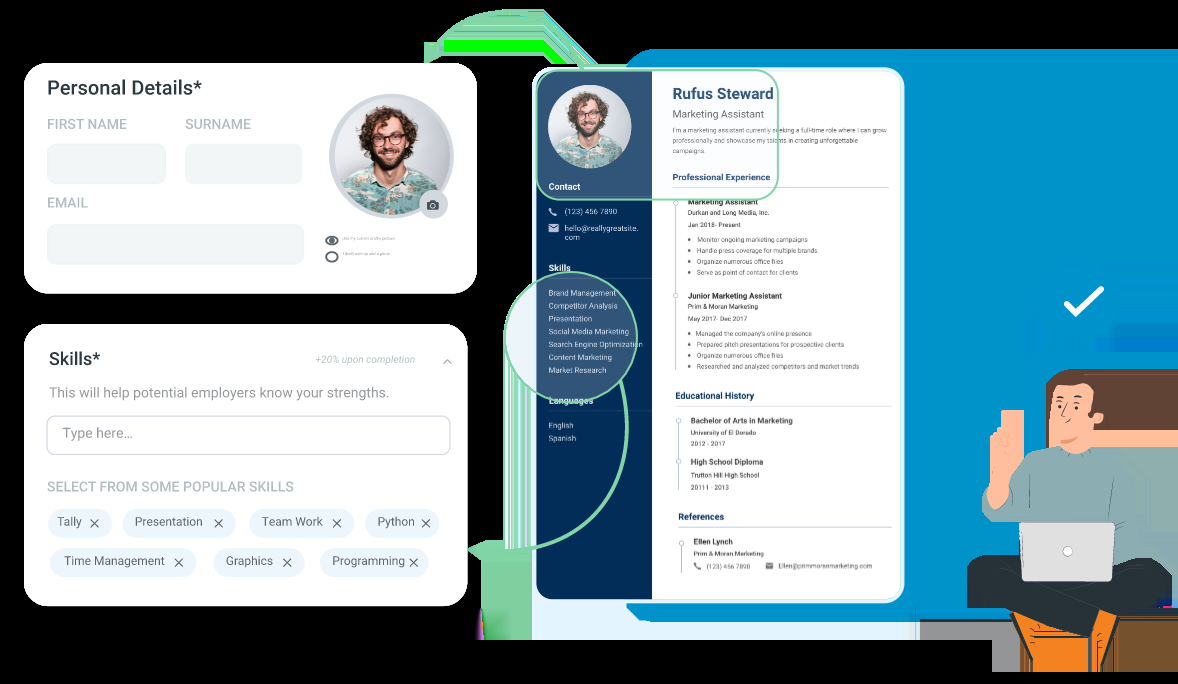 Personal Details*
FIRST NAME
SURNAME
EMAIL
Skills*
+20% upon completion
This will help potential employers know your strengths.
Type here...
SELECT FROM SOME POPULAR SKILLS
Tally
Presentation
Team Work
Python
Time Management
Graphics
Programming
Contact
(123) 456 7890
hello@reallygreatsite.
com
Skills
Brand Management
Competitor Analysis
Presentation
Social Media Marketing
Search Engine Optimization
Content Marketing
Market Research
Languages
English
Spanish
Rufus Steward
Marketing Assistant
I'm a marketing assistant currently seeking a full-time role where I can grow
professionally and showcase my talents in creating unforgettable
campaigns.
Professional Experience
Marketing Assistant
Durkan and Long Media, Inc.
Jan 2018- Present
Monitor ongoing marketing campaigns
Handle press coverage for multiple brands
Organize numerous office files
Serve as point of contact for clients
Junior Marketing Assistant
Prim & Moran Marketing
May 2017- Dec 2017
Managed the company's online presence
Prepared pitch presentations for prospective clients
Organize numerous office files
Researched and analyzed competitors and market trends
Educational History
Bachelor of Arts in Marketing
University of El Dorado
2012 - 2017
High School Diploma
Trutton Hill High School
20111 - 2013
References
Ellen Lynch
Prim & Moran Marketing
(123) 456 7890
Ellen@primmoranmarketing.com